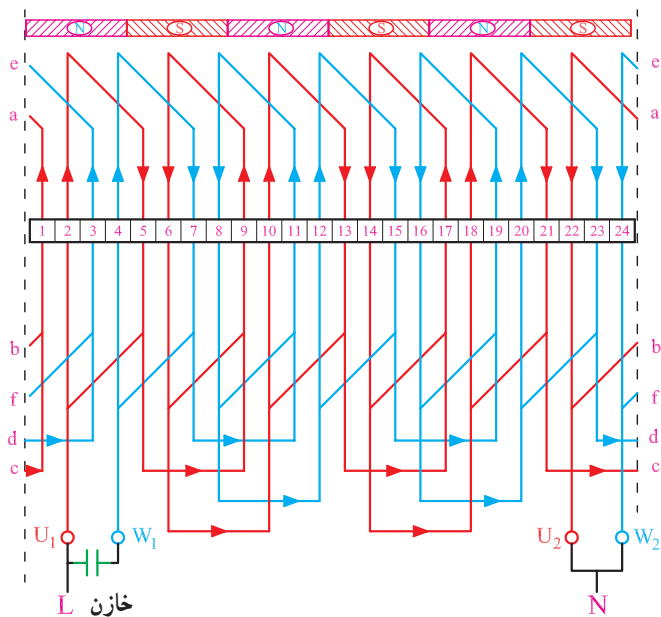 N S N S N S
e e
a a
1 2 3 4 5 6 7 8 9 10 11 12 13 14 15 16 17 18 19 20 21 22 23 24
b b
f f
d d
c c
U1 W1 U2 W2
L خازن N